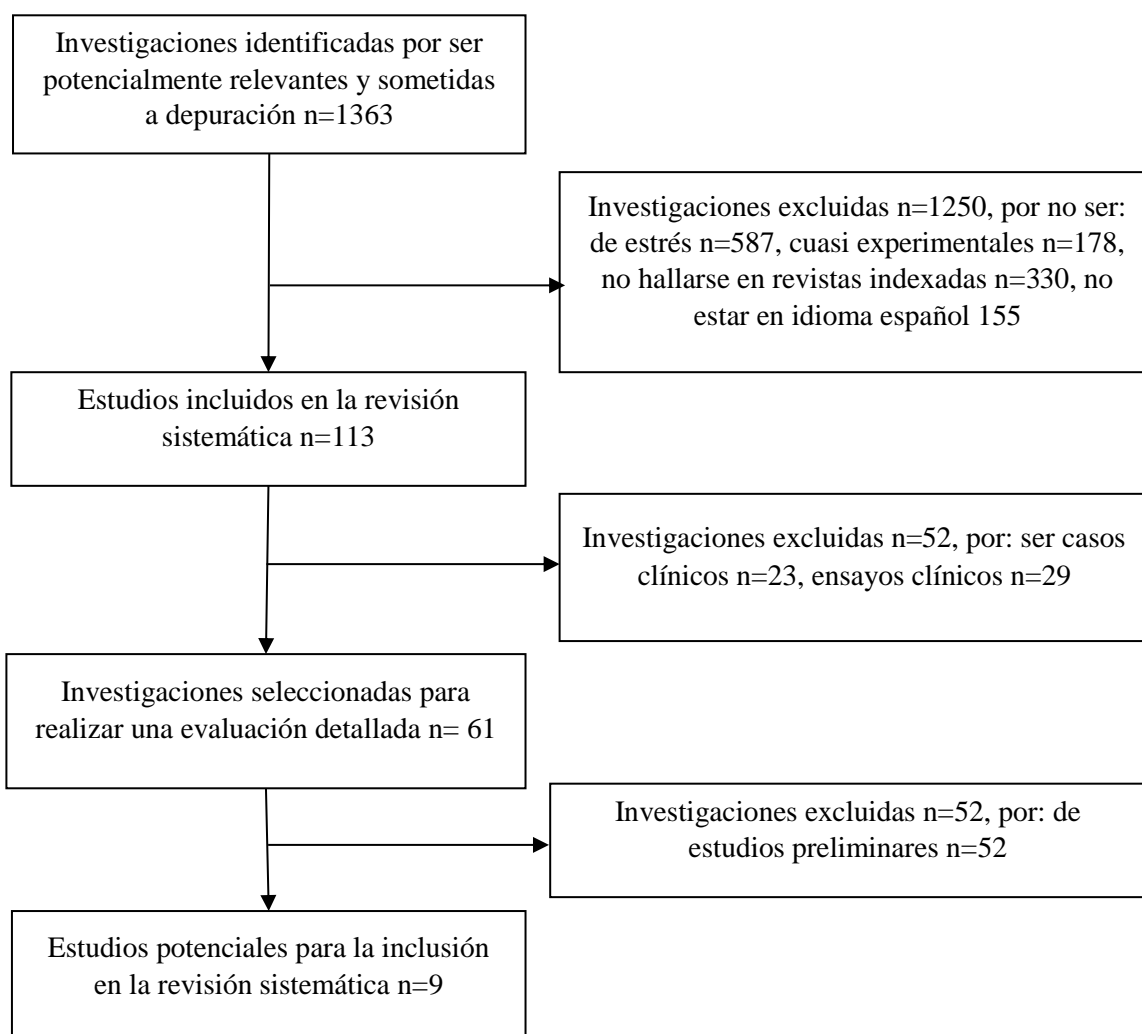 Investigaciones identificadas por ser
potencialmente relevantes y sometidas
a depuración n=1363
Investigaciones excluidas n=1250, por no ser:
de estrés n=587, cuasi experimentales n=178,
no hallarse en revistas indexadas n=330, no
estar en idioma español 155
Estudios incluidos en la revisión
sistemática n=113
Investigaciones excluidas n=52, por: ser casos
clínicos n=23, ensayos clínicos n=29
Investigaciones seleccionadas para
realizar una evaluación detallada n= 61
Investigaciones excluidas n=52, por: de
estudios preliminares n=52
Estudios potenciales para la inclusión
en la revisión sistemática n=9